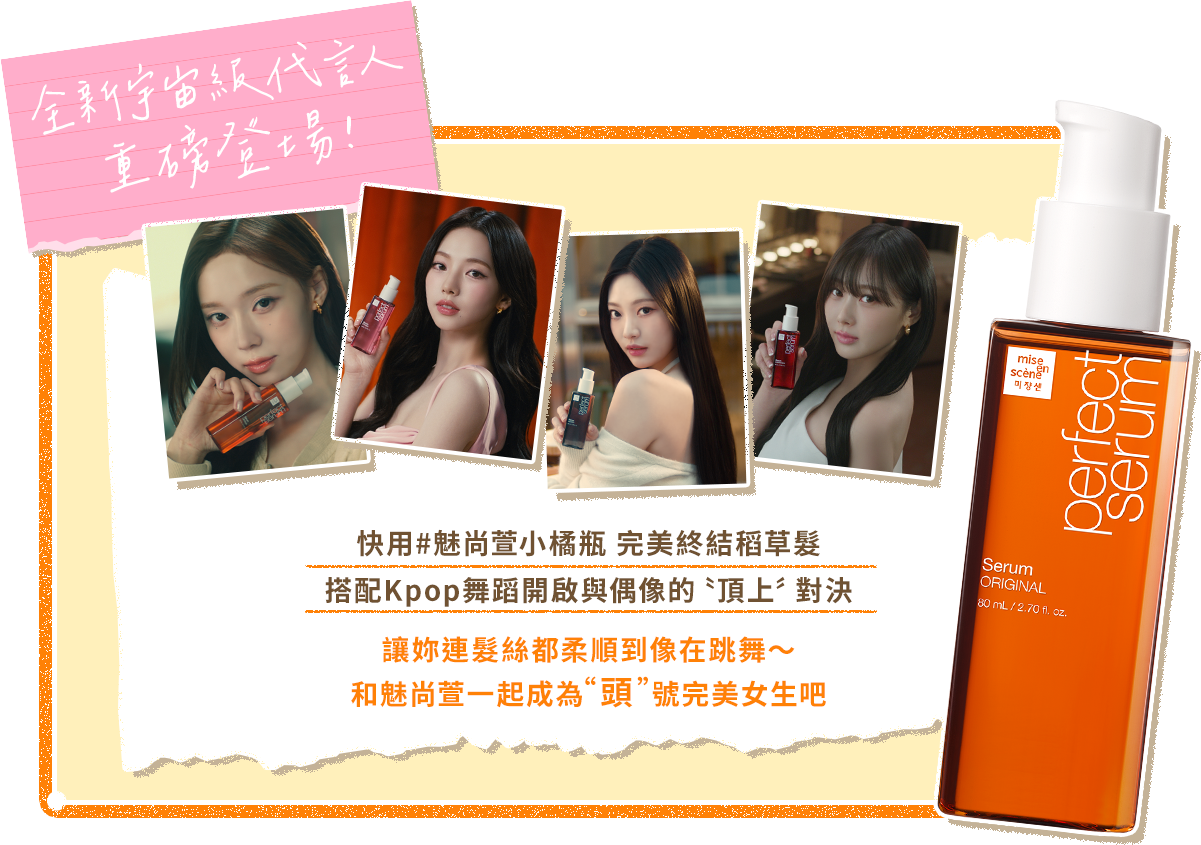 全新宇宙級代言人
重磅登場！
快用#魅尚萱小橘瓶 完美終結稻草髮
搭配Kpop舞蹈開啟與偶像的〝頂上〞對決
讓妳連髮絲都柔順到像在跳舞～
和魅尚萱一起成為“頭”號完美女生吧
mise
en
scène
미쟝센
perfect
serum
Serum
ORIGINAL
80 mL / 2.70 fl. oz.